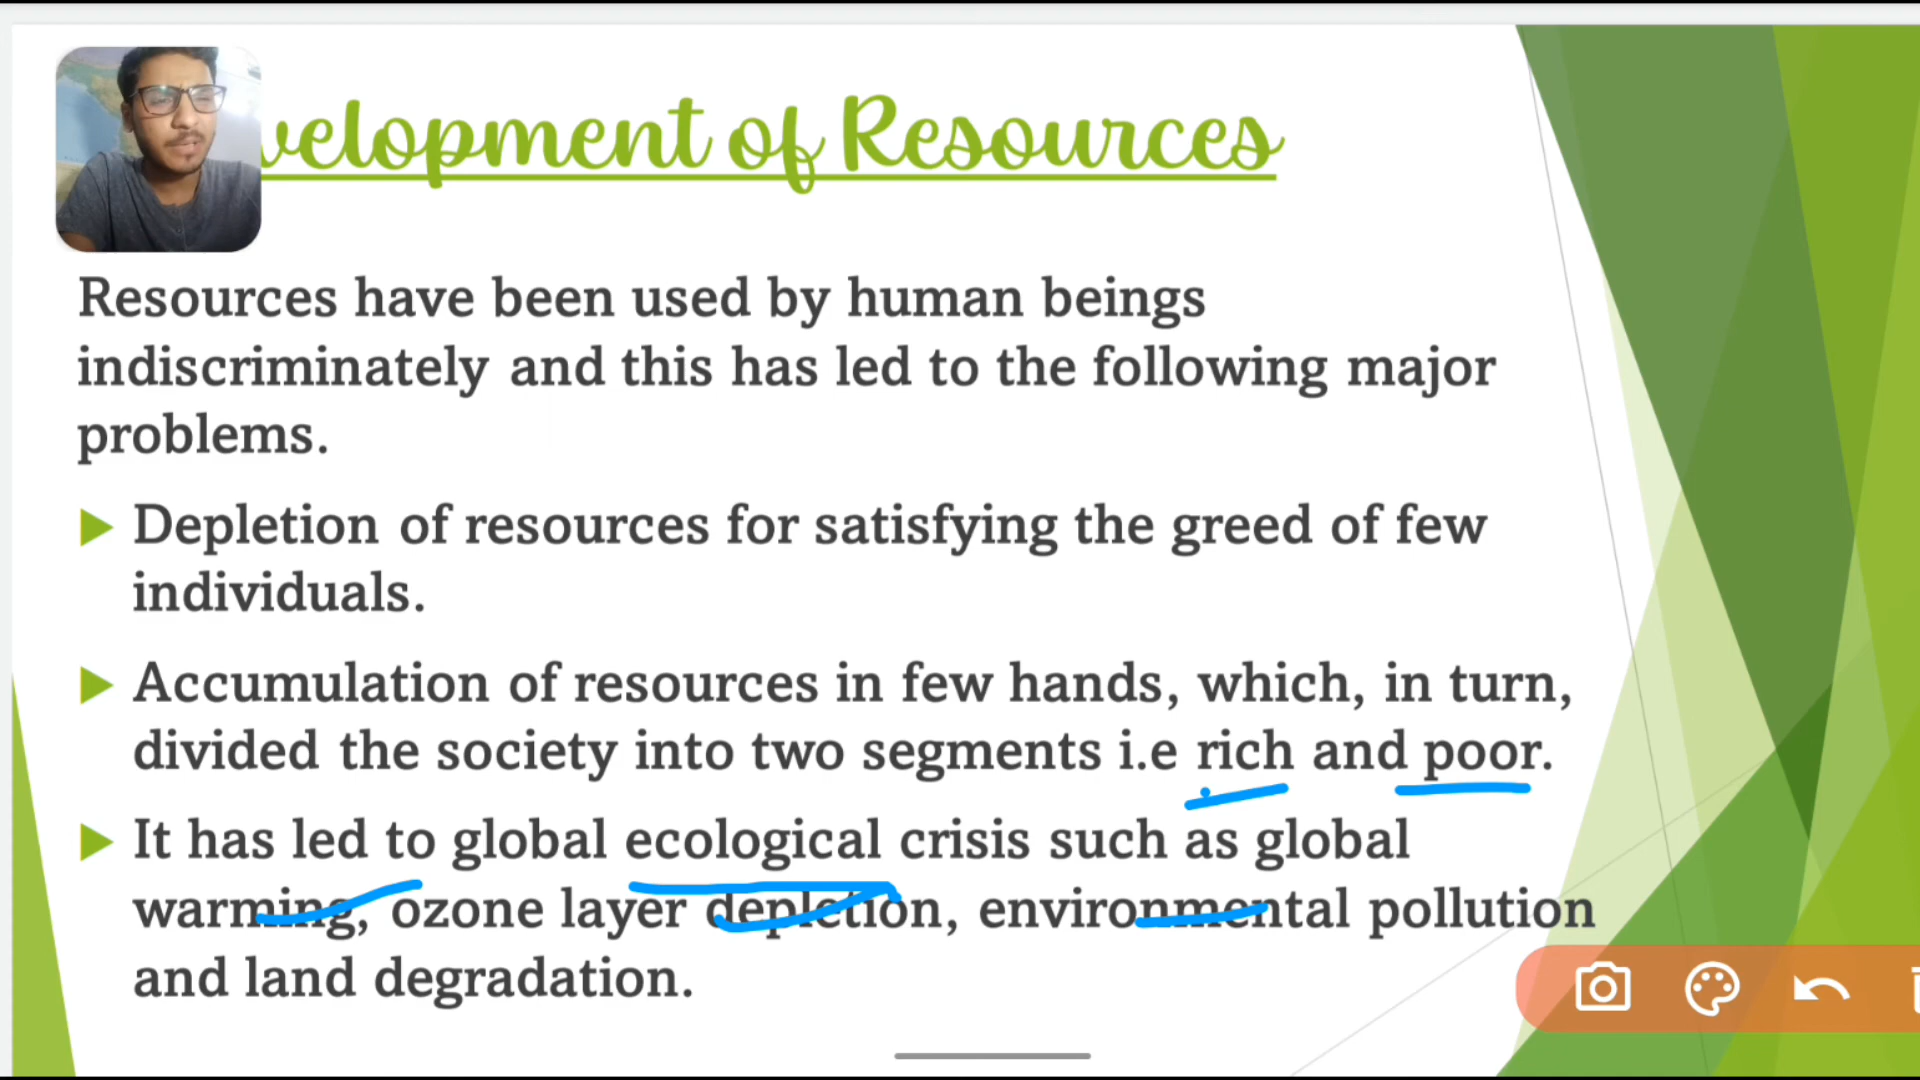 velopment of Resources
Resources have been used by human beings
indiscriminately and this has led to the following major
problems.
Depletion of resources for satisfying the greed of few
individuals.
Accumulation of resources in few hands, which, in turn,
divided the society into two segments i.e rich and poor.
It has led to global ecological crisis such as global
warming, ozone layer depletion, environmental pollution
and land degradation.